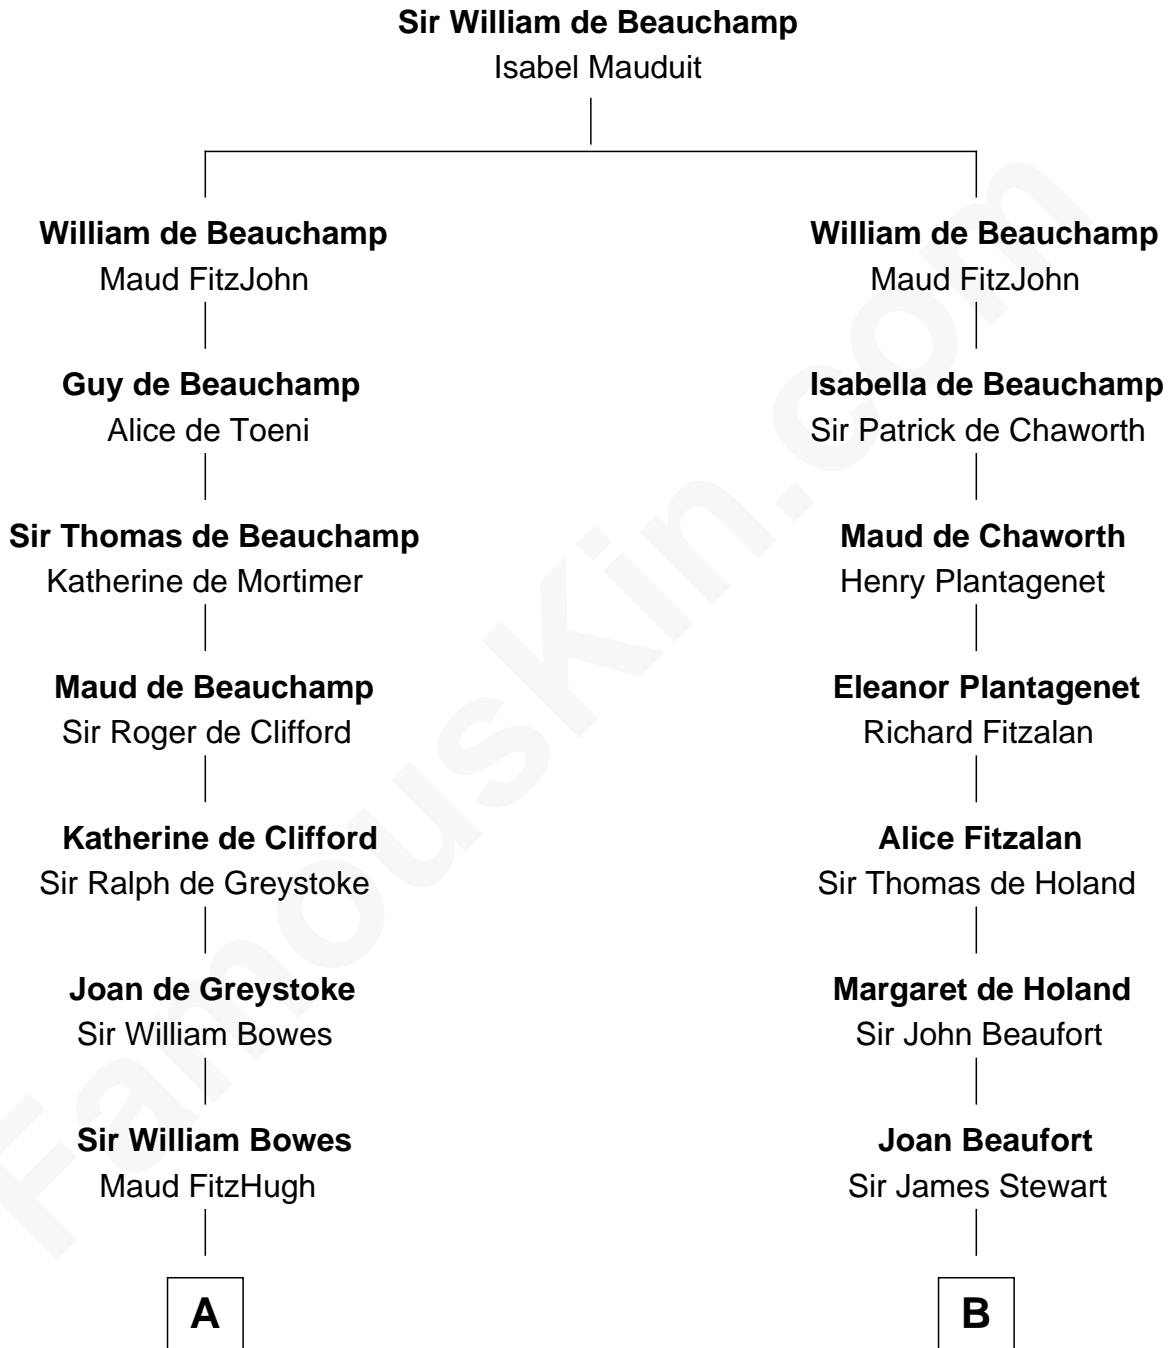 Sir William de Beauchamp
Isabel Mauduit
William de Beauchamp
Maud FitzJohn
William de Beauchamp
Maud FitzJohn
Guy de Beauchamp
Alice de Toeni
Isabella de Beauchamp
Sir Patrick de Chaworth
Sir Thomas de Beauchamp
Katherine de Mortimer
Maud de Chaworth
Henry Plantagenet
Maud de Beauchamp
Sir Roger de Clifford
Eleanor Plantagenet
Richard Fitzalan
Katherine de Clifford
Sir Ralph de Greystoke
Alice Fitzalan
Sir Thomas de Holand
Joan de Greystoke
Sir William Bowes
Margaret de Holand
Sir John Beaufort
Sir William Bowes
Maud FitzHugh
Joan Beaufort
Sir James Stewart
A
B
FamousKin.com